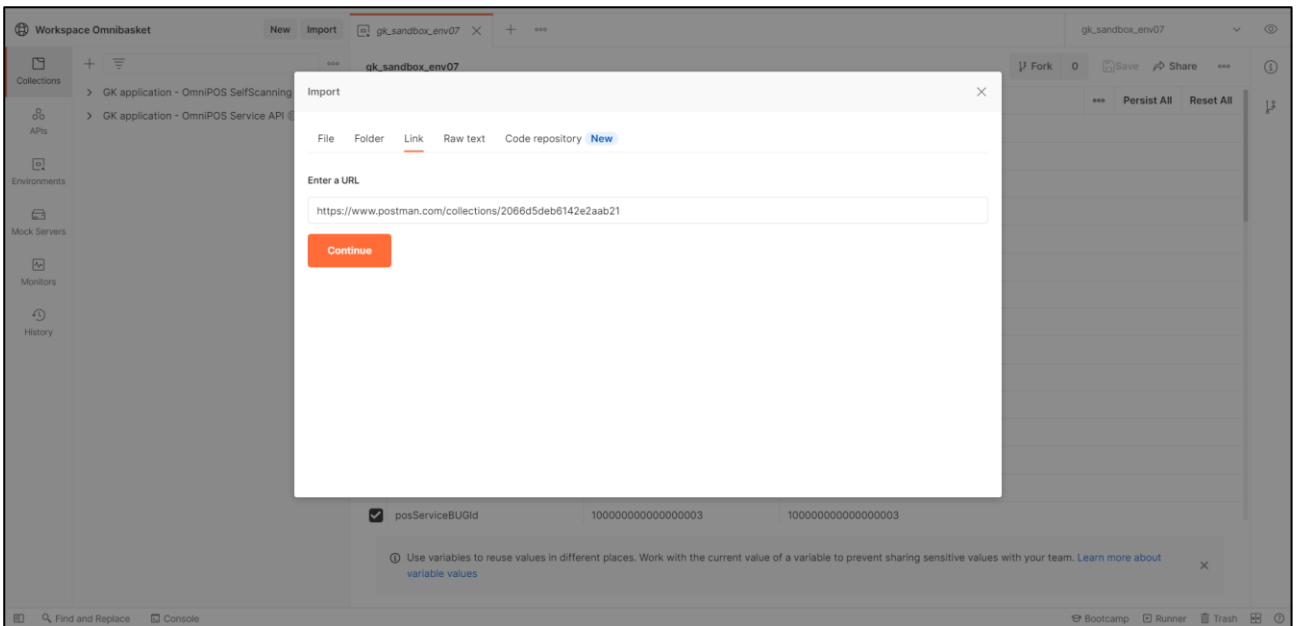 Workspace Omnibasket New Import gk_sandbox_env07 gk_sandbox_env07
Collections
APIs
Environments
Mock Servers
Monitors
History
GK application - OmniPOS SelfScanning
GK application - OmniPOS Service API
gk_sandbox_env07 Fork 0 Save Share
Persist All Reset All
Import
File Folder Link Raw text Code repository New
Enter a URL
https://www.postman.com/collections/2066d5deb6142e2aab21
Continue
posServiceBUGId 100000000000000003 100000000000000003
Use variables to reuse values in different places. Work with the current value of a variable to prevent sharing sensitive values with your team. Learn more about
variable values
Find and Replace Console Bootcamp Runner Trash